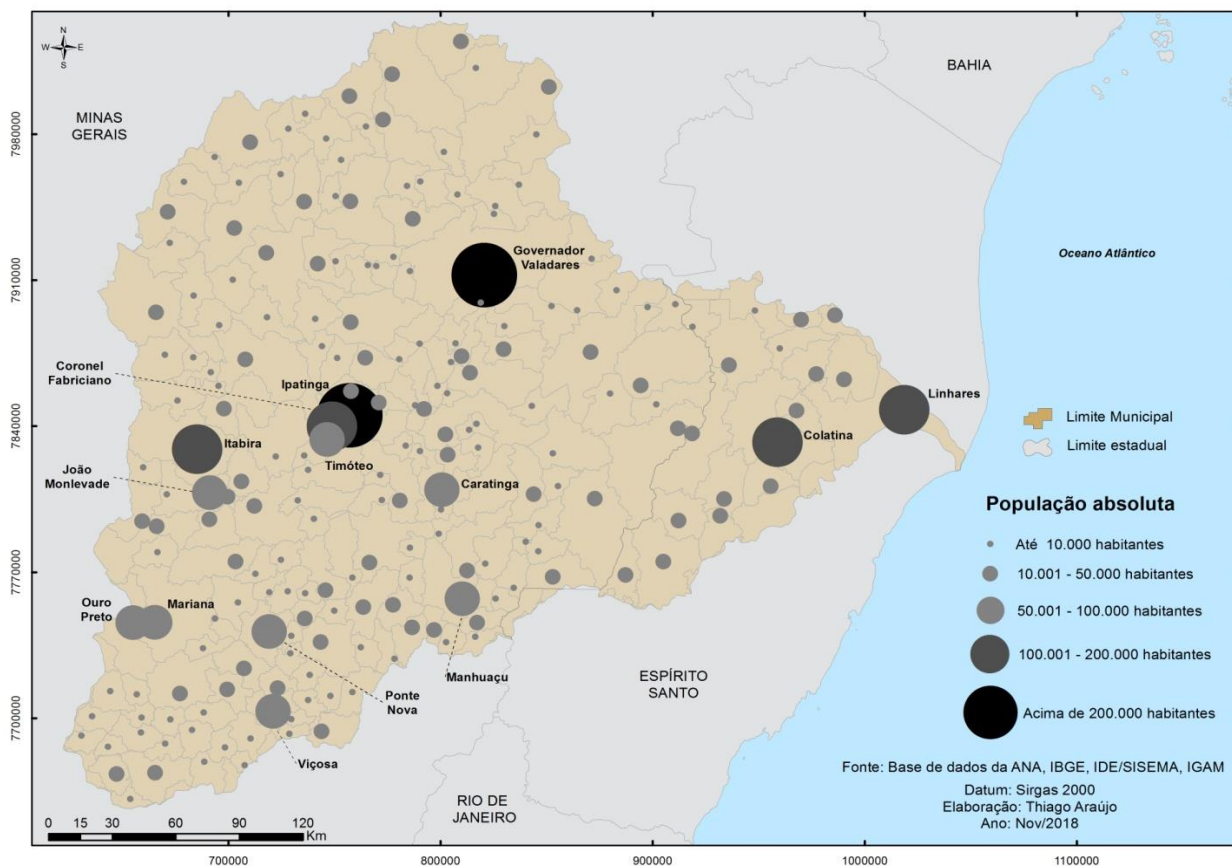 N
W E
S
BAHIA
MINAS
GERAIS
7980000
7910000
7840000
7770000
7700000
Oceano Atlântico
Governador
Valadares
Coronel
Fabriciano
Ipatinga
Linhares
Itabira
Colatina
Timóteo
João
Monlevade
Caratinga
Ouro
Preto
Mariana
Manhuaçu
Ponte
Nova
Viçosa
ESPÍRITO
SANTO
RIO DE
JANEIRO
Limite Municipal
Limite estadual
População absoluta
Até 10.000 habitantes
10.001 - 50.000 habitantes
50.001 - 100.000 habitantes
100.001 - 200.000 habitantes
Acima de 200.000 habitantes
Fonte: Base de dados da ANA, IBGE, IDE/SISEMA, IGAM
Datum: Sirgas 2000
Elaboração: Thiago Araújo
Ano: Nov/2018
0 15 30 60 90 120
Km
700000 800000 900000 1000000 1100000